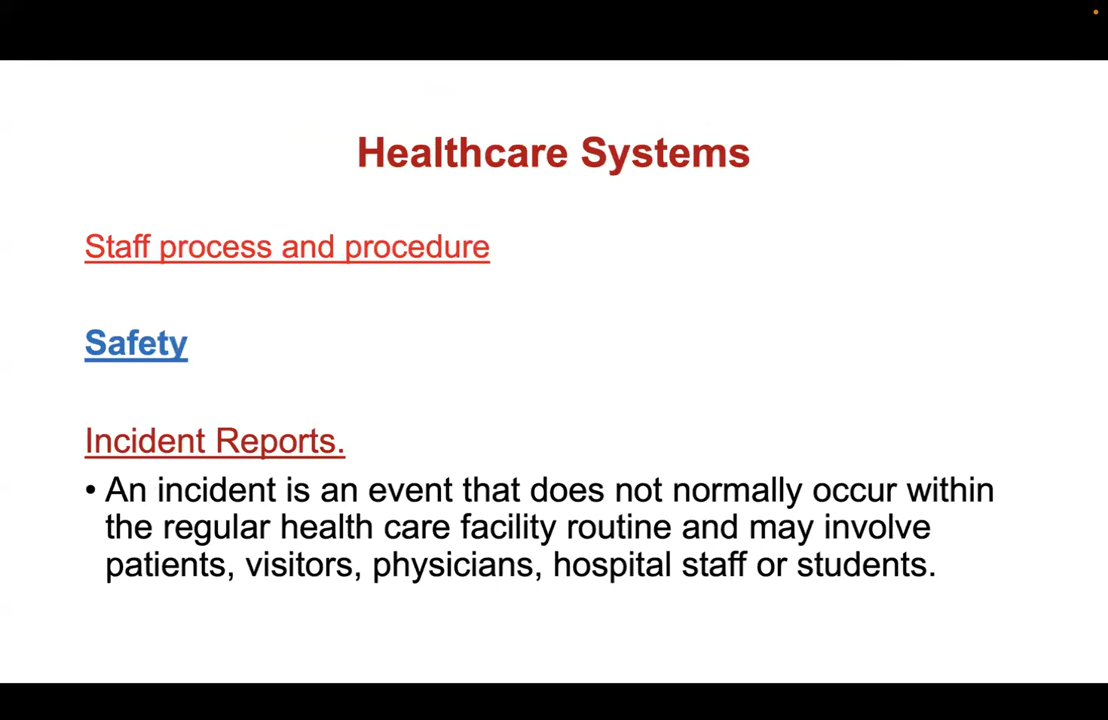 Healthcare Systems
Staff process and procedure
Safety
Incident Reports.
• An incident is an event that does not normally occur within
the regular health care facility routine and may involve
patients, visitors, physicians, hospital staff or students.